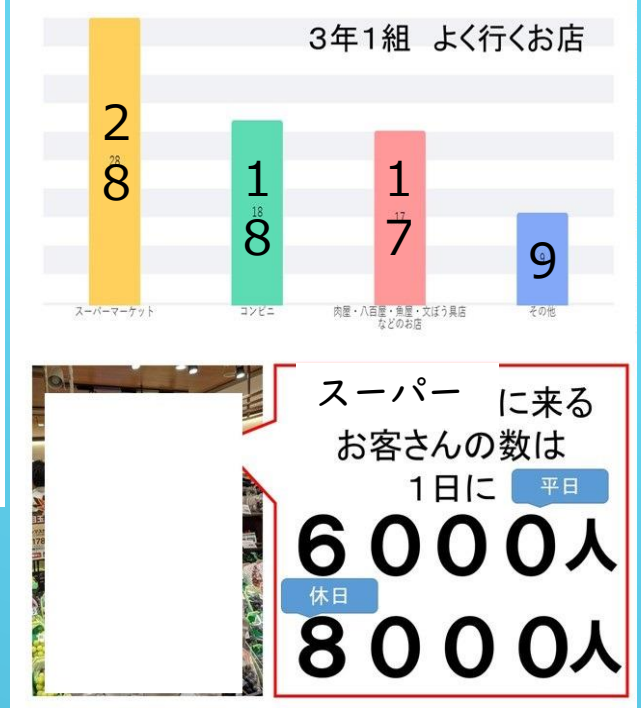 3年1組 よく行くお店
28
28
18
18
17
17
9
9
スーパーマーケット
コンビニ
肉屋・八百屋・魚屋・文ぼう具店
などのお店
その他
スーパー に来る
お客さんの数は
1日に 平日
6000人
休日
8000人
178